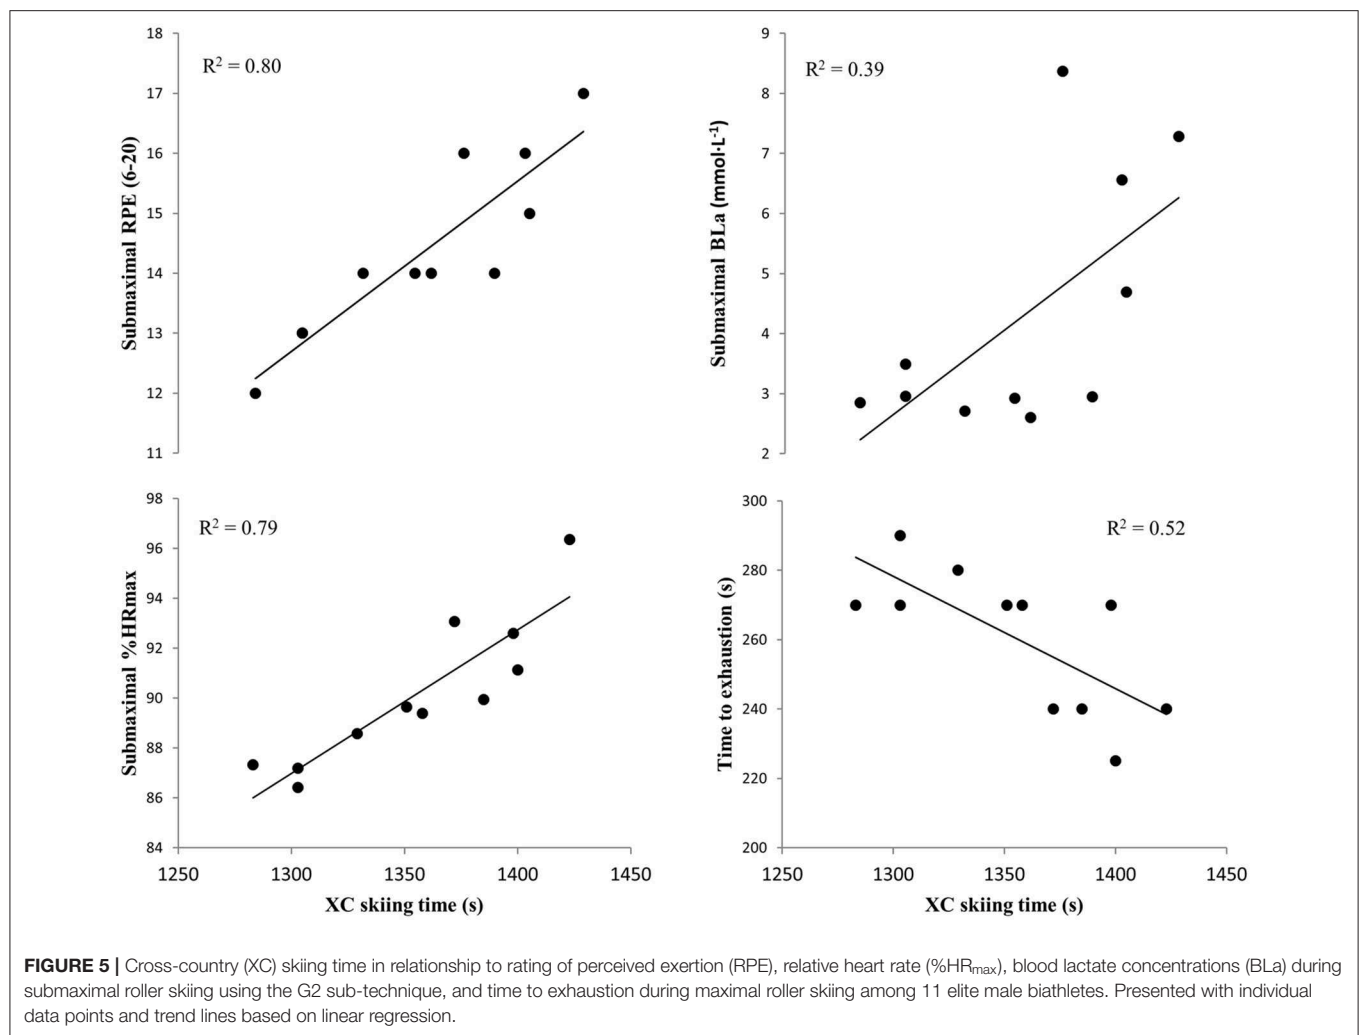 18
17
16
15
14
13
12
11
Submaximal RPE (6-20)
R² = 0.80
9
8
7
6
5
4
3
2
Submaximal BLa (mmol·L⁻¹)
R² = 0.39
98
96
94
92
90
88
86
84
Submaximal %HRmax
R² = 0.79
1250 1300 1350 1400 1450
XC skiing time (s)
300
280
260
240
220
200
Time to exhaustion (s)
R² = 0.52
1250 1300 1350 1400 1450
XC skiing time (s)
FIGURE 5 | Cross-country (XC) skiing time in relationship to rating of perceived exertion (RPE), relative heart rate (%HRmax), blood lactate concentrations (BLa) during
submaximal roller skiing using the G2 sub-technique, and time to exhaustion during maximal roller skiing among 11 elite male biathletes. Presented with individual
data points and trend lines based on linear regression.